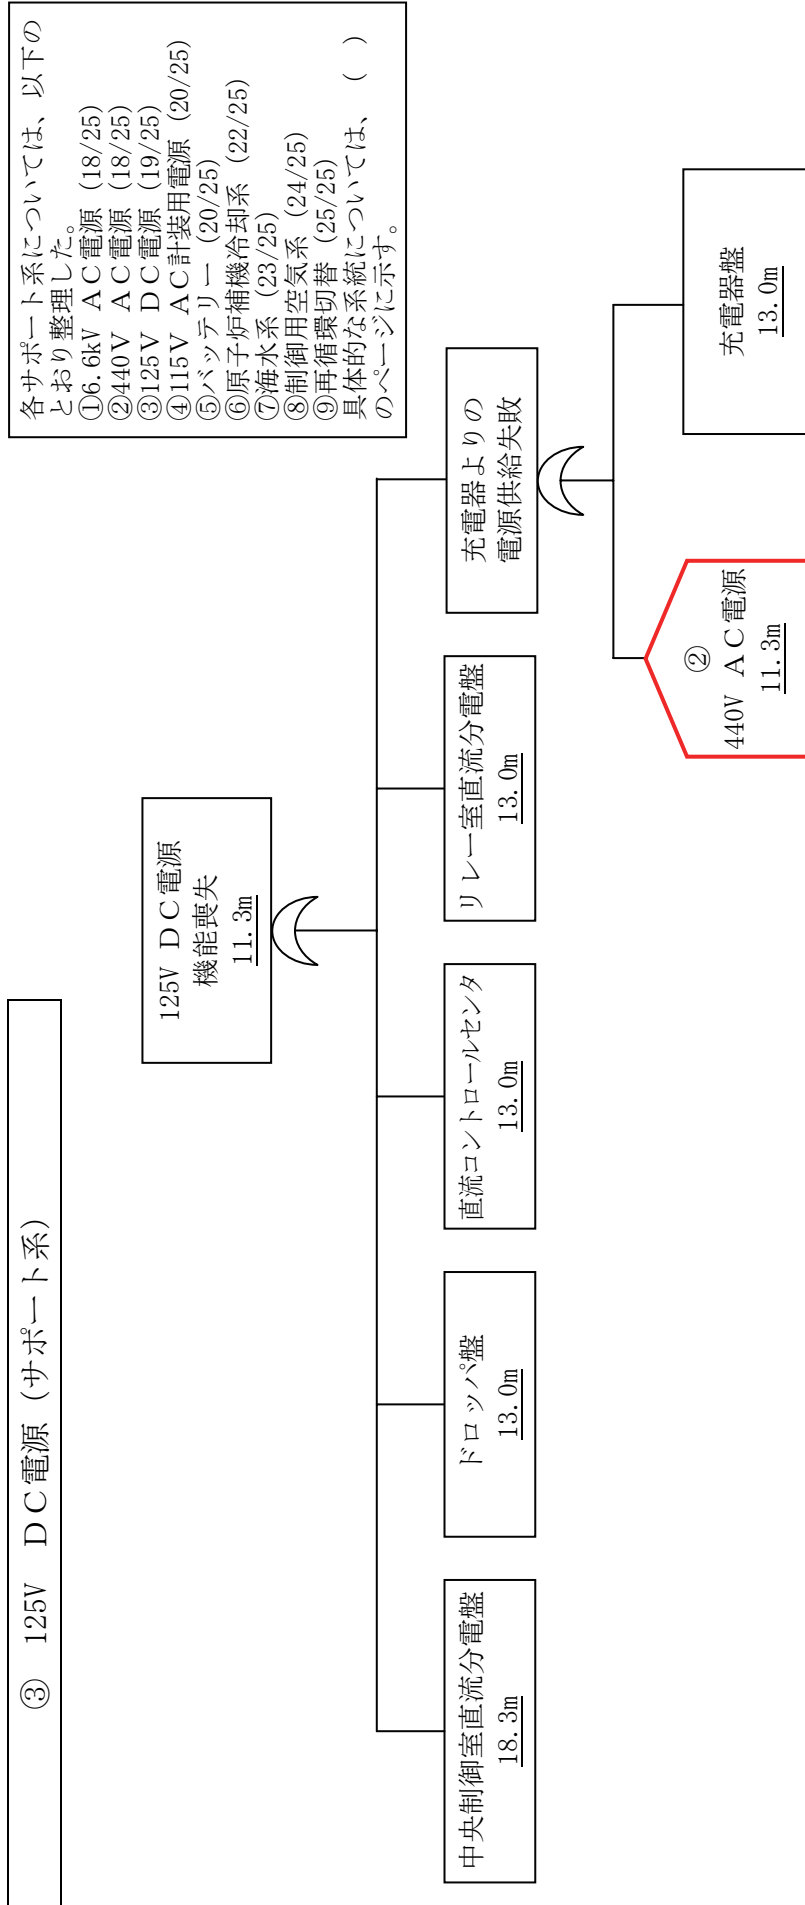 ③ 125V DC電源（サポート系）
各サポート系については、以下の
とおり整理した。
①6.6kV AC電源（18/25）
②440V AC電源（18/25）
③125V DC電源（19/25）
④115V AC計装用電源（20/25）
⑤バッテリー（20/25）
⑥原子炉補機冷却系（22/25）
⑦海水系（23/25）
⑧制御用空気系（24/25）
⑨再循環切替（25/25）
具体的な系統については、（ ）
のページに示す。
125V DC電源
機能喪失
11.3m
中央制御室直流分電盤
18.3m
ドロッパ盤
13.0m
直流コントロールセンタ
13.0m
リレー室直流分電盤
13.0m
充電器よりの
電源供給失敗
②
440V AC電源
11.3m
充電器盤
13.0m